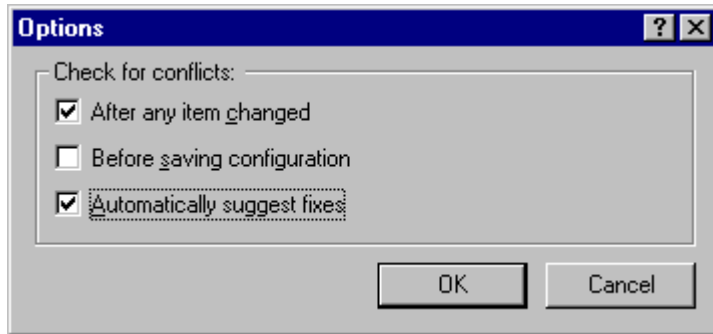 Options
Check for conflicts:
After any item changed
Before saving configuration
Automatically suggest fixes
OK Cancel